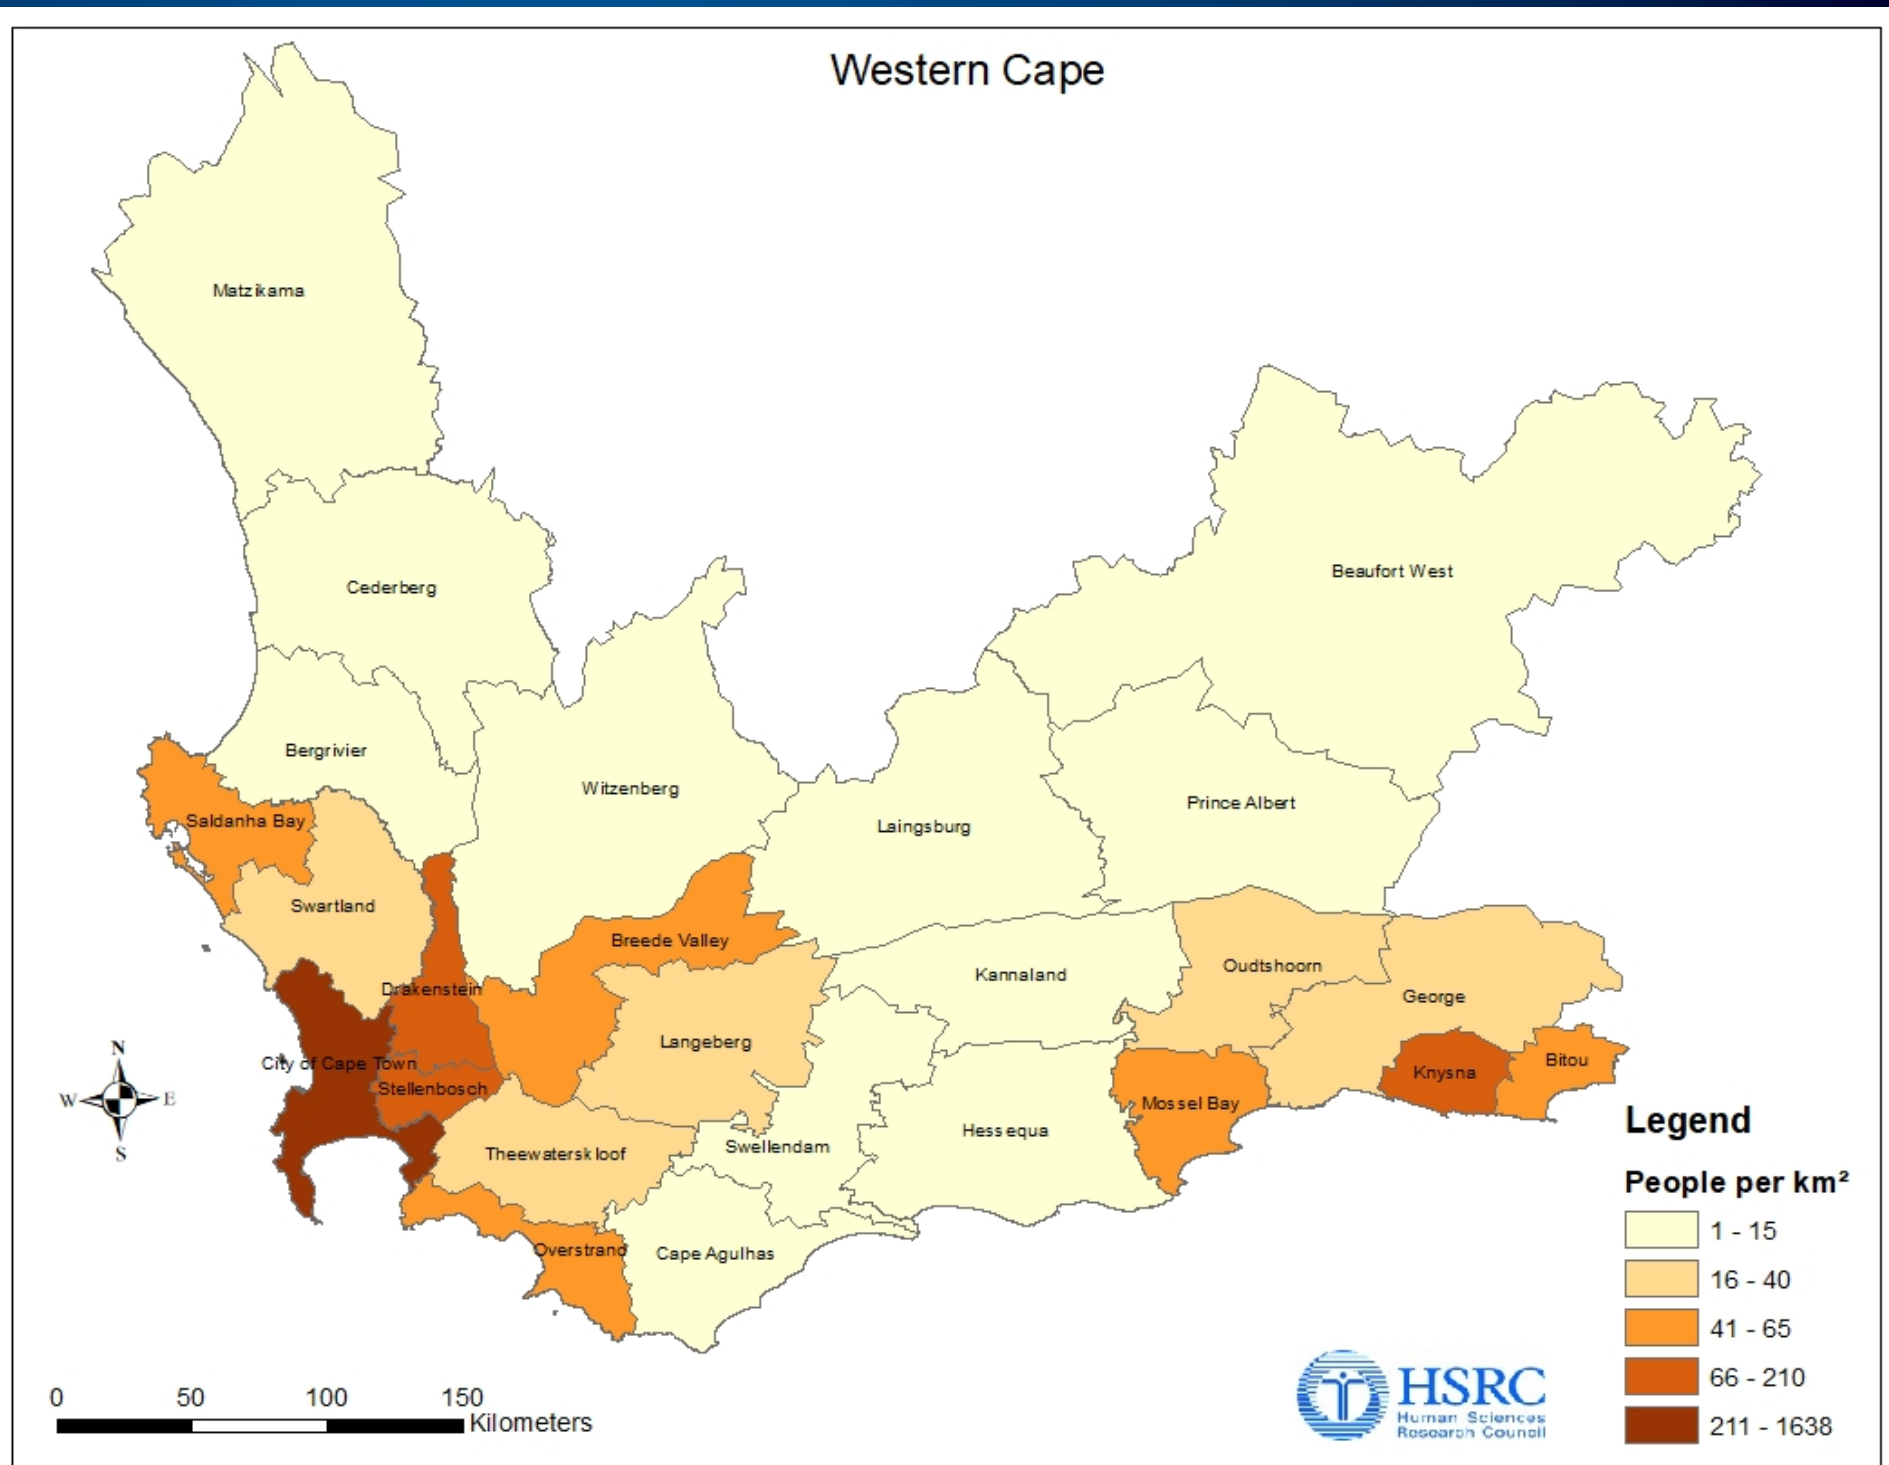 Western Cape
Matzikama
Beaufort West
Cederberg
Bergrivier
Witzenberg
Prince Albert
Saldanha Bay
Laingsburg
Swartland
Breede Valley
Oudtshoorn
Kannaland
Drakenstein
George
Langeberg
N
W
E
S
City of Cape Town
Bitou
Knysna
Stellenbosch
Mossel Bay
Hessequa
Swellendam
Theewaterskloof
Overstrand
Cape Agulhas
Legend
People per km²
1 - 15
16 - 40
41 - 65
66 - 210
211 - 1638
0 50 100 150
Kilometers
HSRC
Human Sciences
Research Council